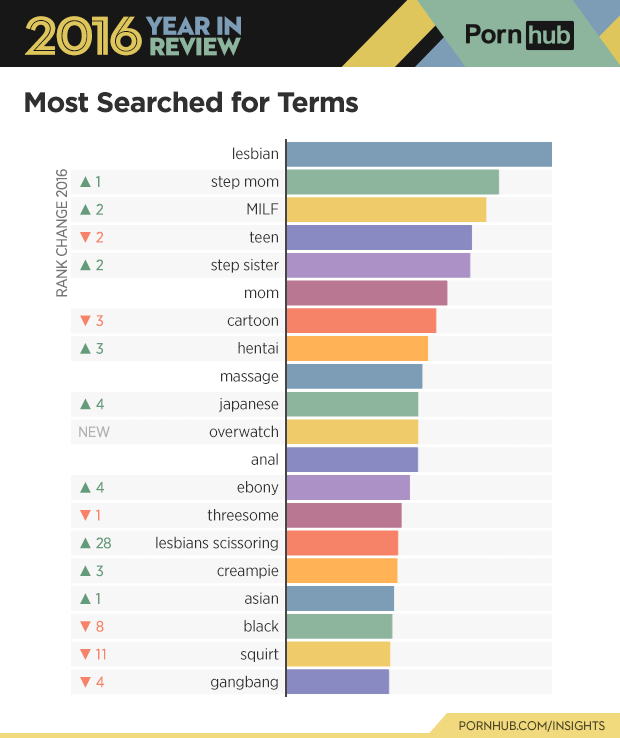 2016 YEAR IN
REVIEW
Porn hub
Most Searched for Terms
RANK CHANGE 2016
lesbian
▲ 1 step mom
▲ 2 MILF
▼ 2 teen
▲ 2 step sister
mom
▼ 3 cartoon
▲ 3 hentai
massage
▲ 4 japanese
NEW overwatch
anal
▲ 4 ebony
▼ 1 threesome
▲ 28 lesbians scissoring
▲ 3 creampie
▲ 1 asian
▼ 8 black
▼ 11 squirt
▼ 4 gangbang
PORNHUB.COM/INSIGHTS